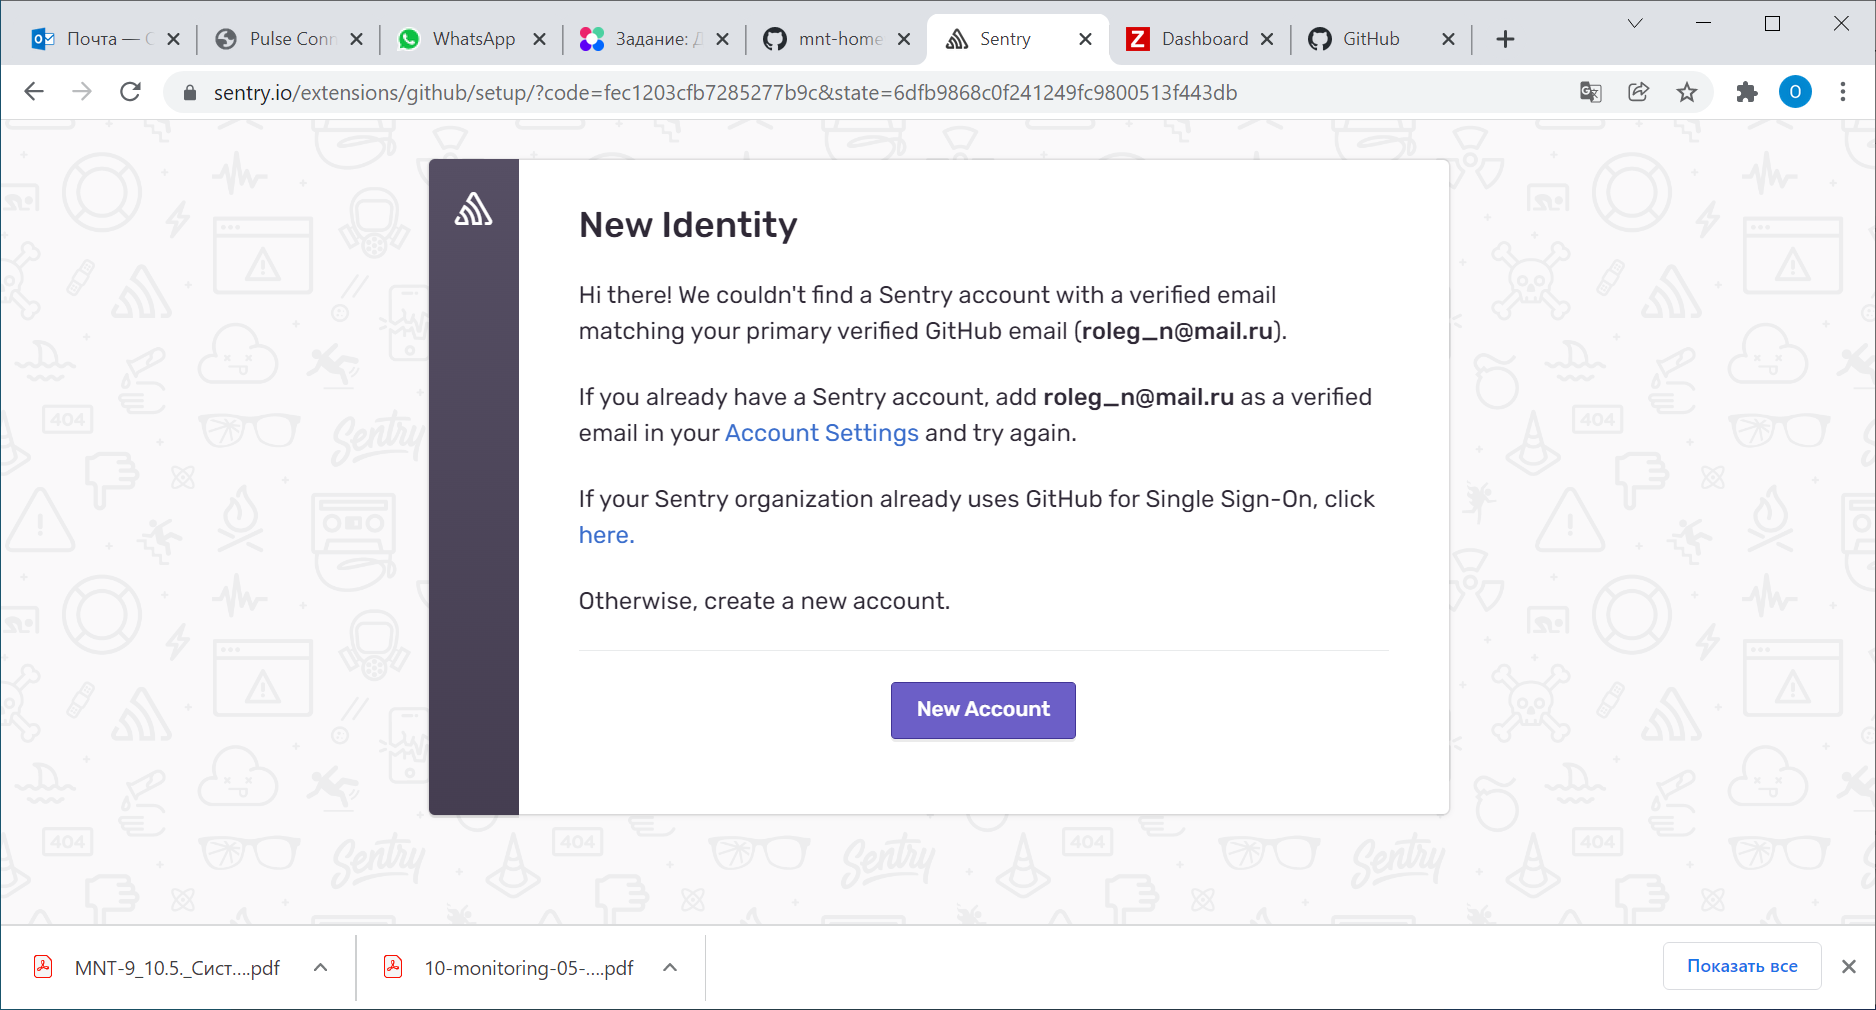 Почта — С
Pulse Conn
WhatsApp
Задание: Д
mnt-home
Sentry
Dashboard
GitHub
sentry.io/extensions/github/setup/?code=fec1203cfb7285277b9c&state=6dfb9868c0f241249fc9800513f443db
O
New Identity
Hi there! We couldn't find a Sentry account with a verified email
matching your primary verified GitHub email (roleg_n@mail.ru).
If you already have a Sentry account, add roleg_n@mail.ru as a verified
email in your Account Settings and try again.
If your Sentry organization already uses GitHub for Single Sign-On, click
here.
Otherwise, create a new account.
New Account
MNT-9_10.5._Сист....pdf
10-monitoring-05-....pdf
Показать все